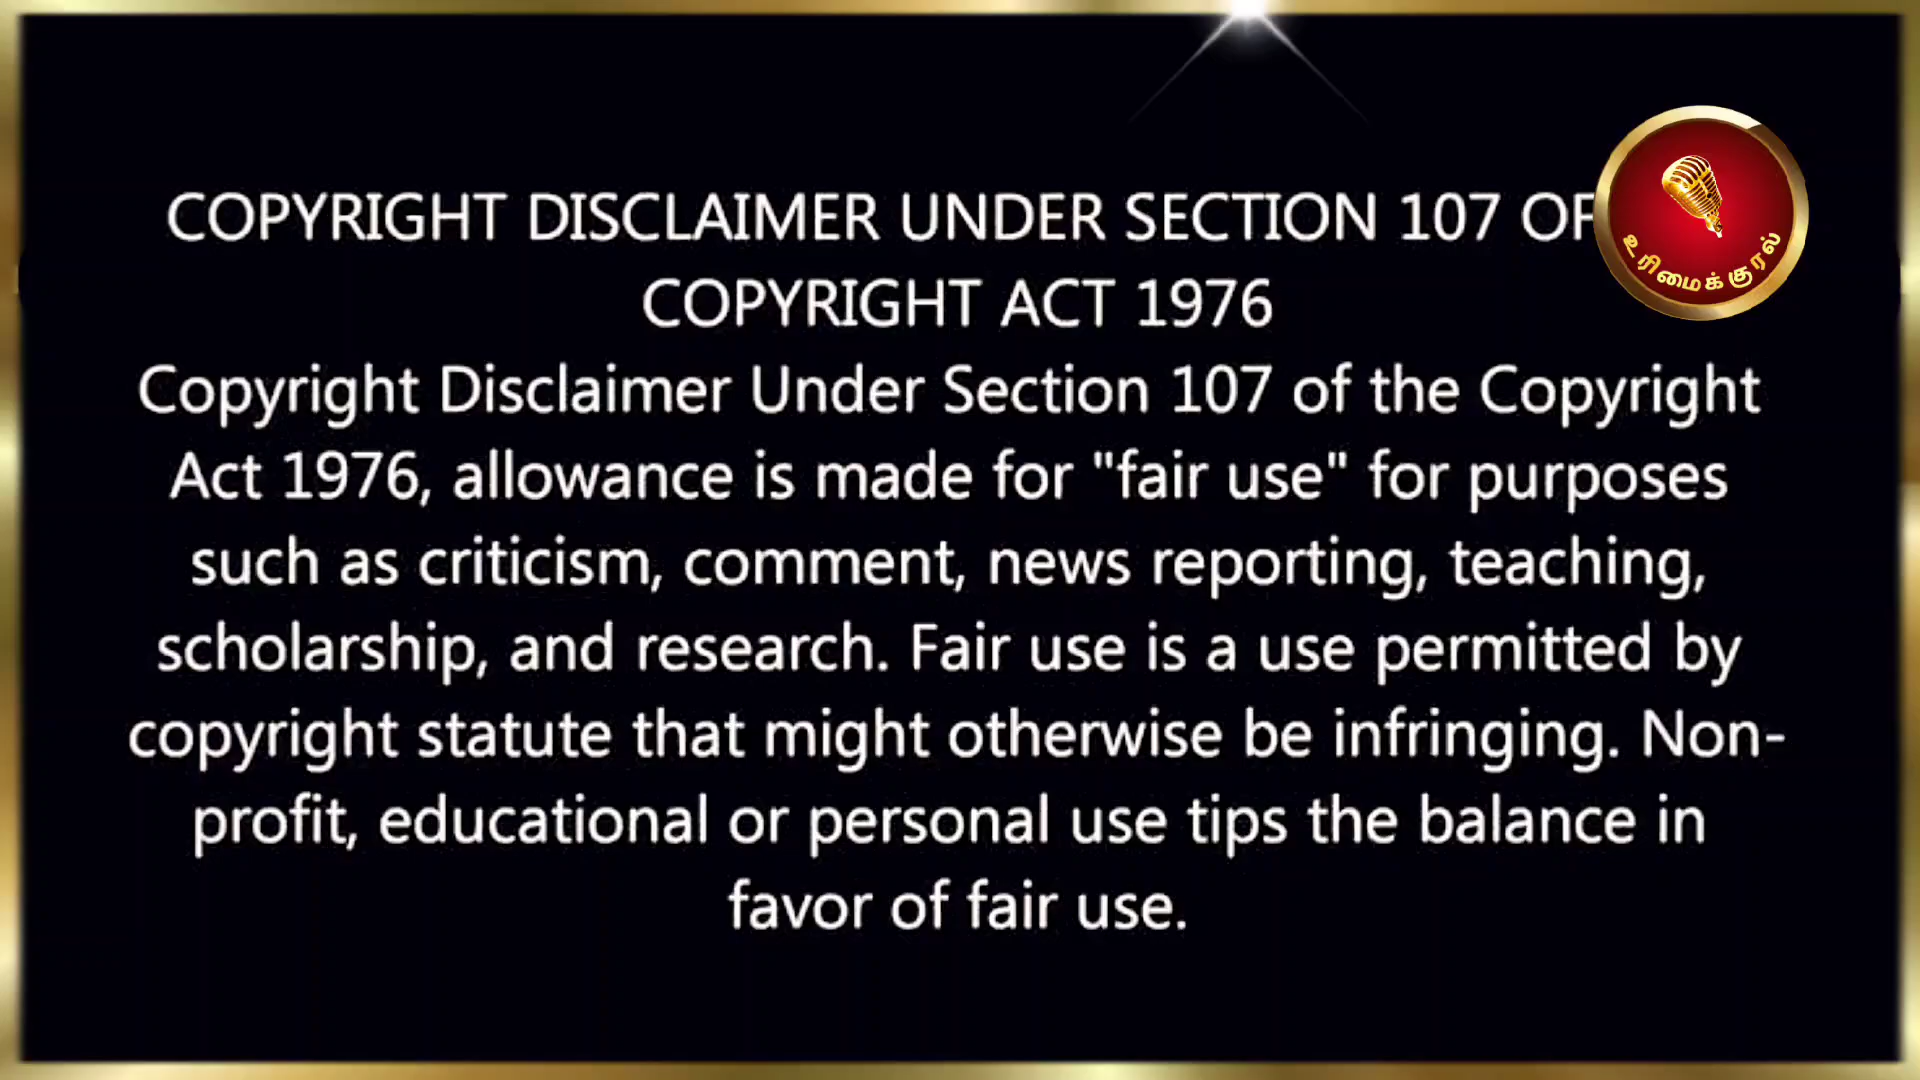 COPYRIGHT DISCLAIMER UNDER SECTION 107 OF
COPYRIGHT ACT 1976
Copyright Disclaimer Under Section 107 of the Copyright
Act 1976, allowance is made for "fair use" for purposes
such as criticism, comment, news reporting, teaching,
scholarship, and research. Fair use is a use permitted by
copyright statute that might otherwise be infringing. Non-
profit, educational or personal use tips the balance in
favor of fair use.
உரிமைக்குரல்